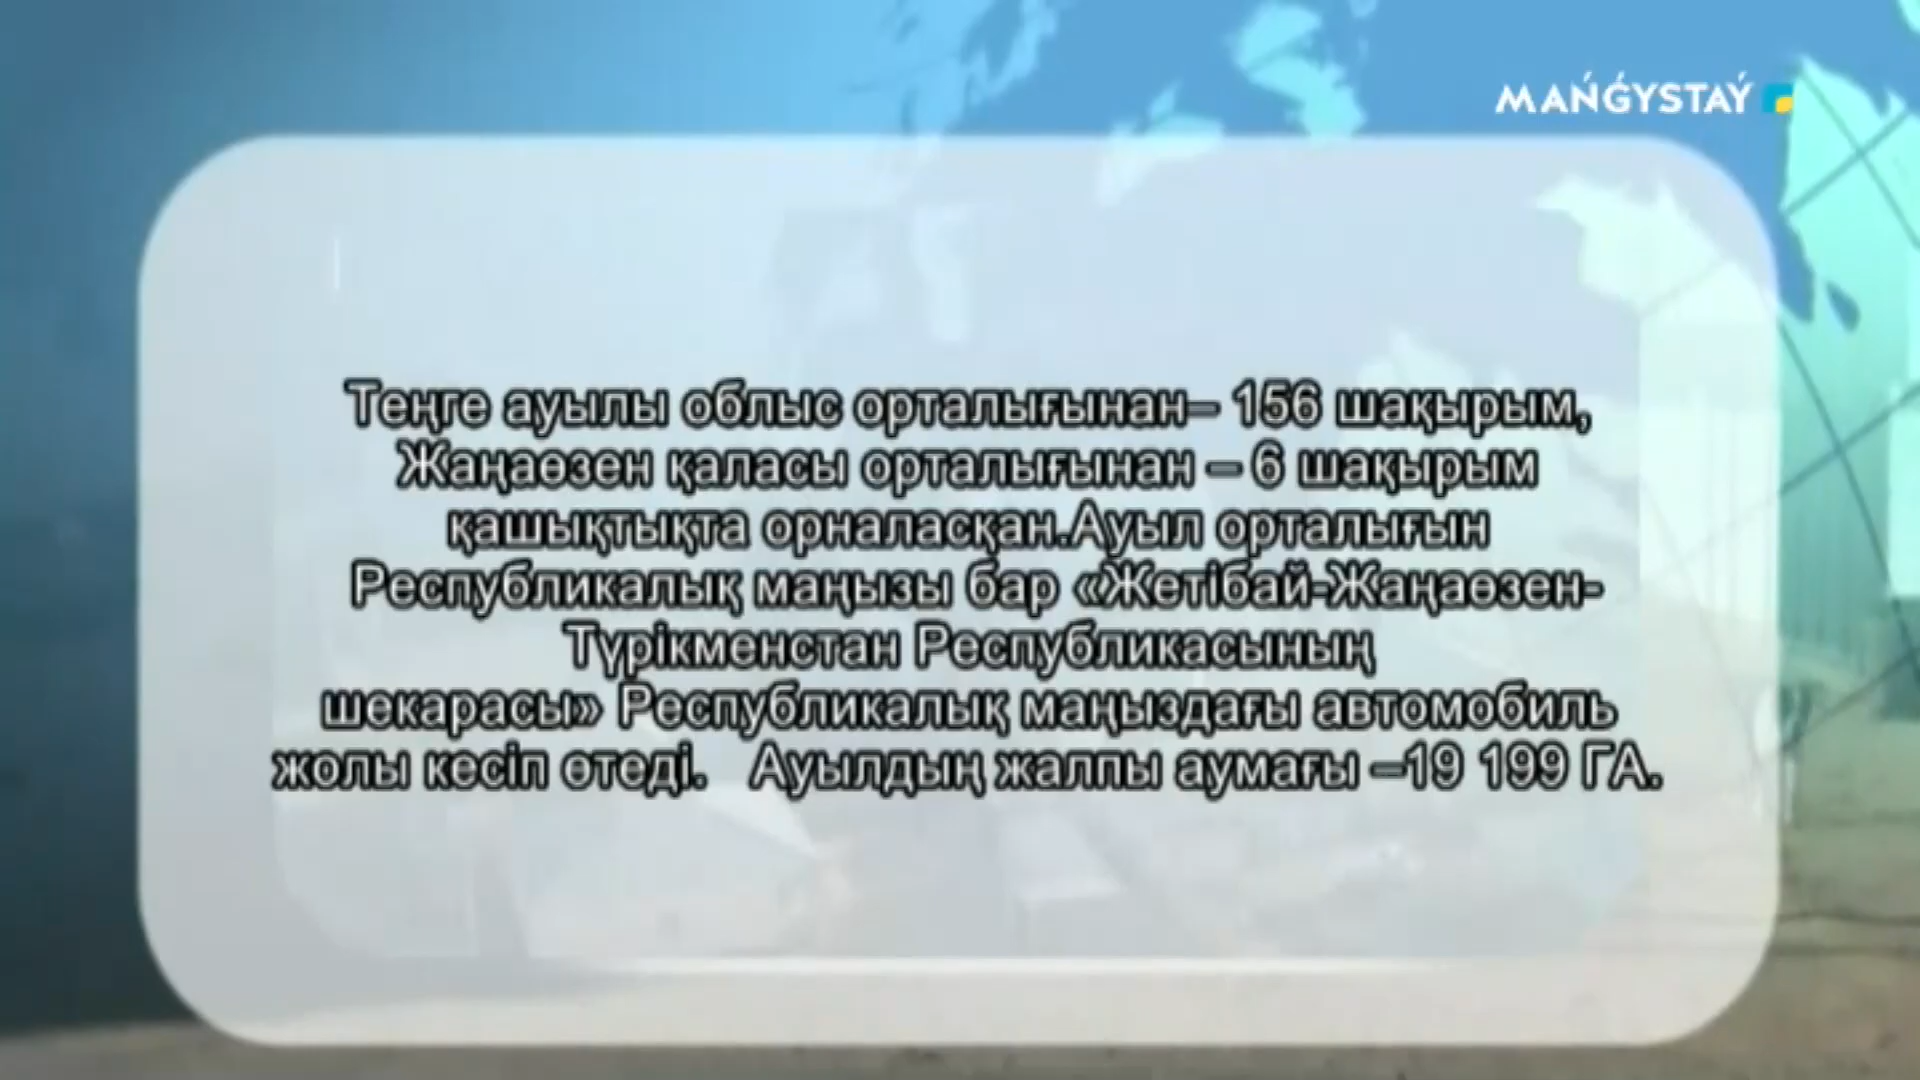 MAŃǴYSTAÝ
Теңге ауылы облыс орталығынан– 156 шақырым,
Жаңаөзен қаласы орталығынан – 6 шақырым
қашықтықта орналасқан.Ауыл орталығын
Республикалық маңызы бар «Жетібай-Жаңаөзен-
Түрікменстан Республикасының
шекарасы» Республикалық маңыздағы автомобиль
жолы кесіп өтеді. Ауылдың жалпы аумағы –19 199 ГА.